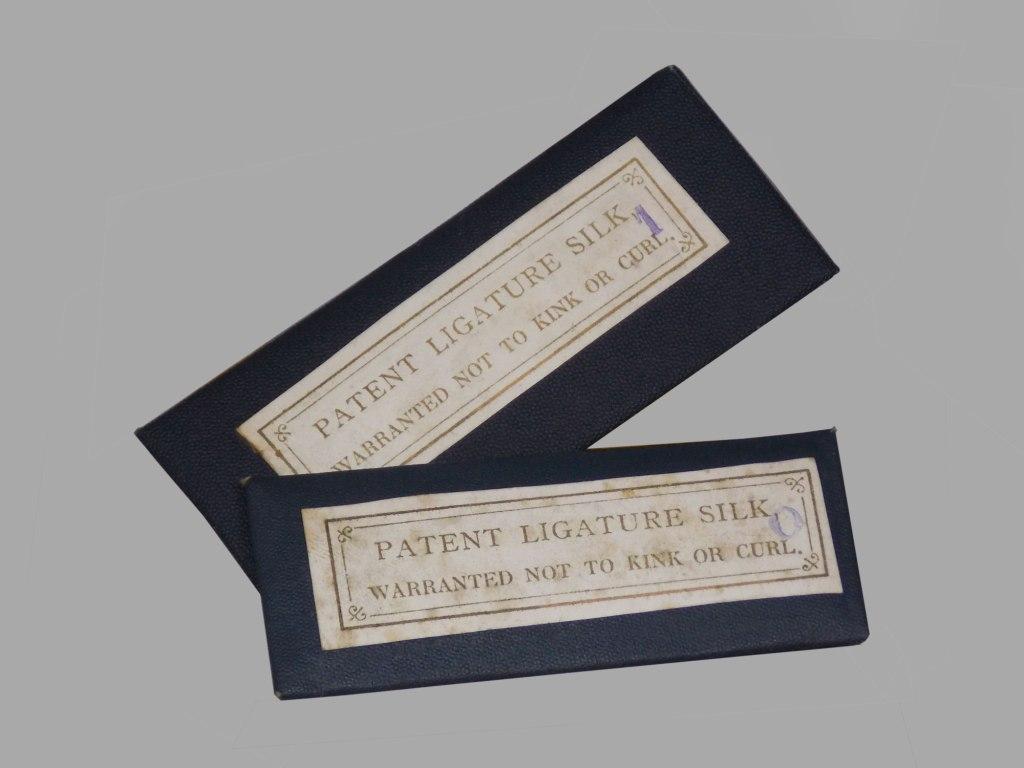 PATENT LIGATURE SILK, 1
WARRANTED NOT TO KINK OR CURL.
PATENT LIGATURE SILK, 0
WARRANTED NOT TO KINK OR CURL.